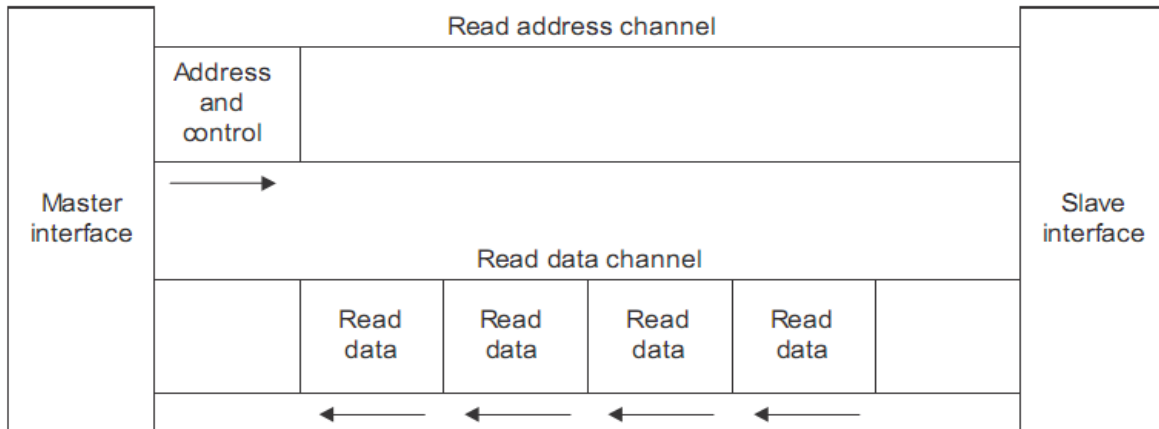 Read address channel
Address
and
control
Master
interface
Slave
interface
Read data channel
Read
data
Read
data
Read
data
Read
data